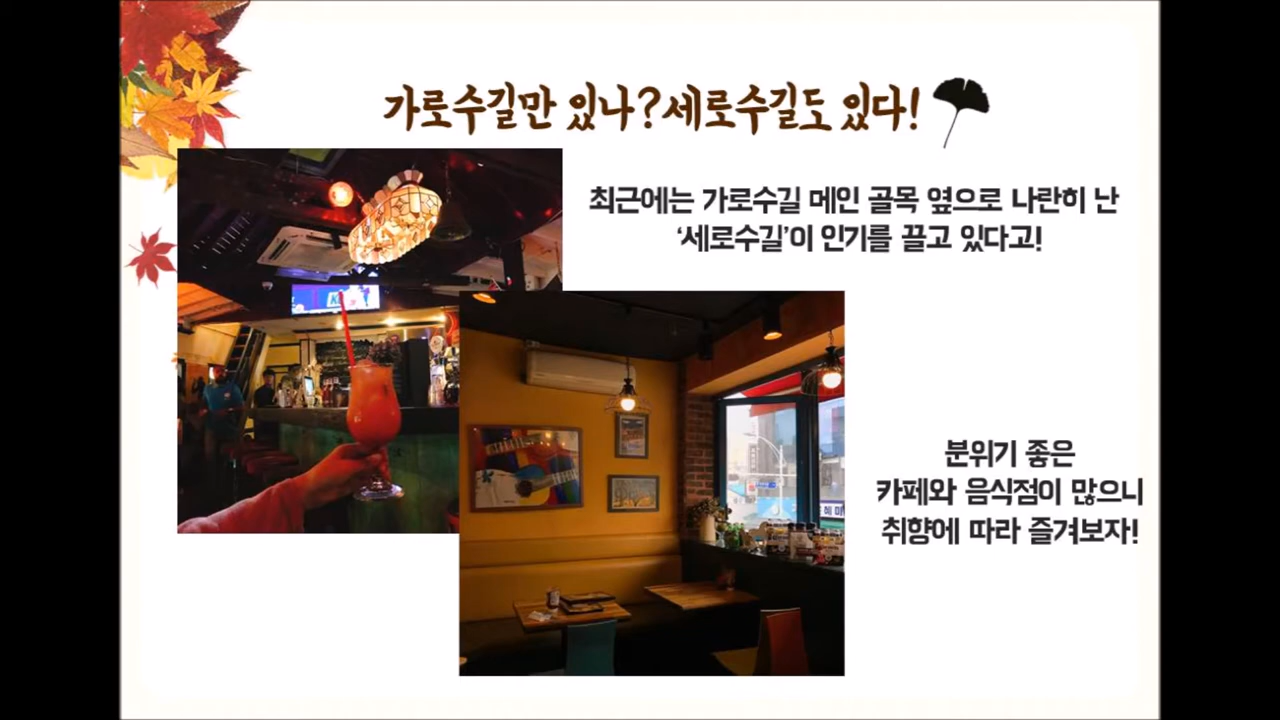 가로수길만 있나?세로수길도 있다!
최근에는 가로수길 메인 골목 옆으로 나란히 난
‘세로수길’이 인기를 끌고 있다고!
분위기 좋은
카페와 음식점이 많으니
취향에 따라 즐겨보자!